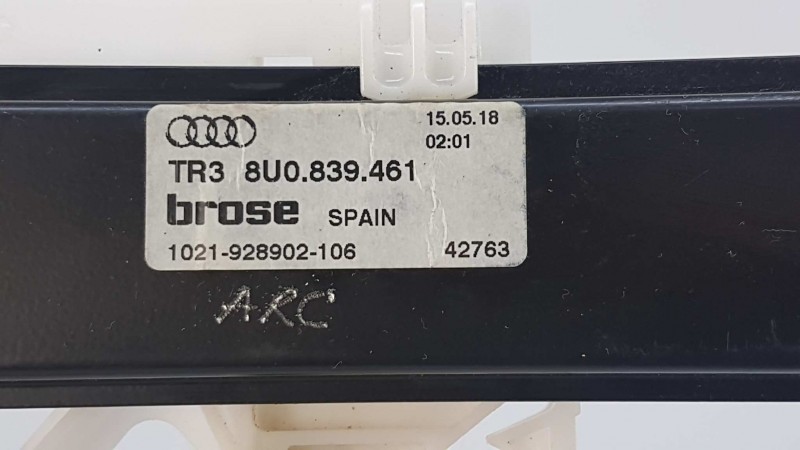 15.05.18
02:01
TR3 8U0.839.461
brose SPAIN
1021-928902-106 42763
ARC